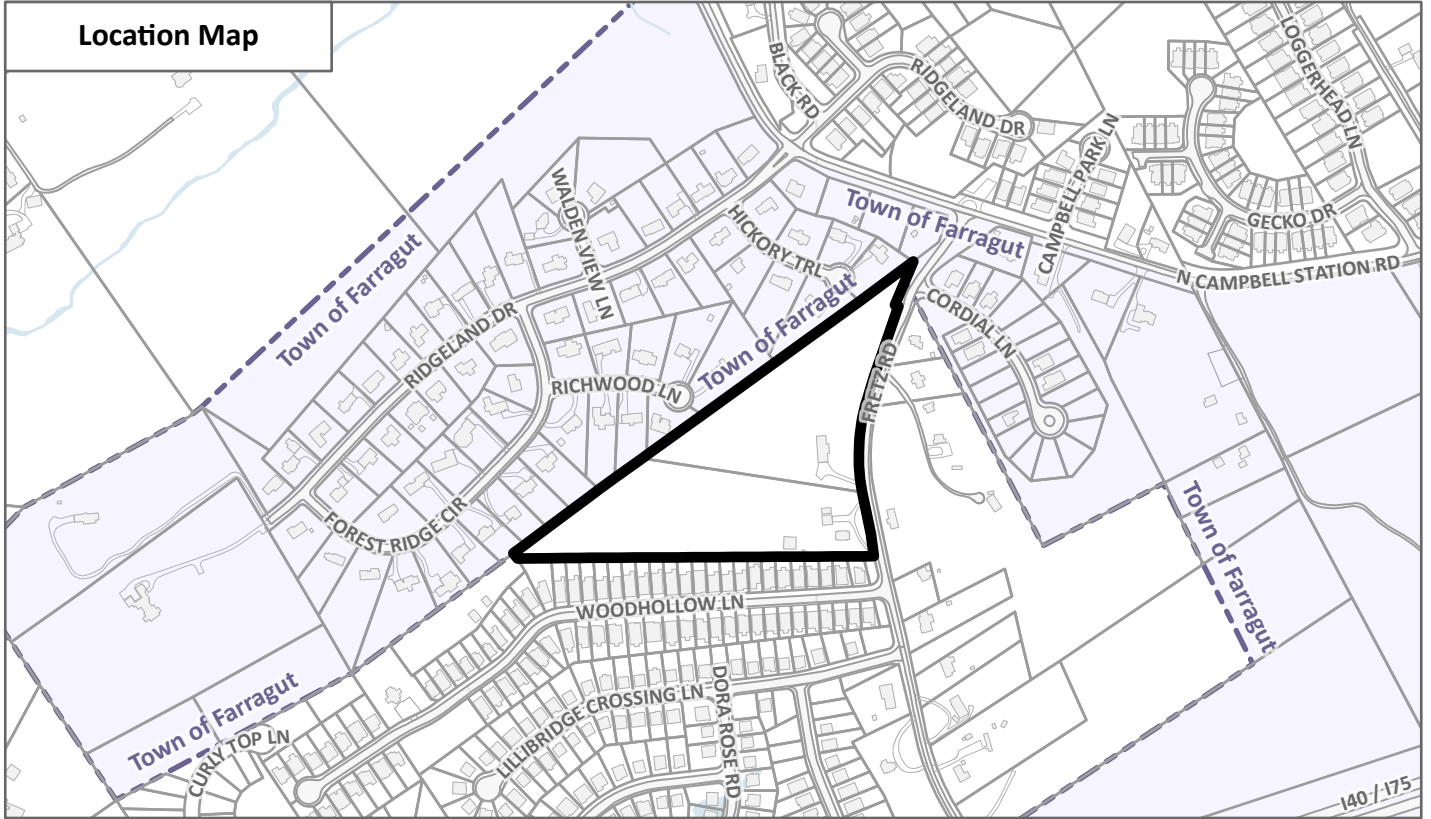 Location Map
BLACK RD
RIDGELAND DR
LOGGERHEAD LN
CAMPBELL PARK LN
WALDEN VIEW LN
HICKORY TRL
Town of Farragut
GECKO DR
N CAMPBELL STATION RD
Town of Farragut
Town of Farragut
RIDGELAND DR
CORDIAL LN
RICHWOOD LN
FRETZ RD
FOREST RIDGE CIR
Town of Farragut
WOODHOLLOW LN
Town of Farragut
CURLY TOP LN
LILLIBRIDGE CROSSING LN
DORA ROSE RD
I40 / I75